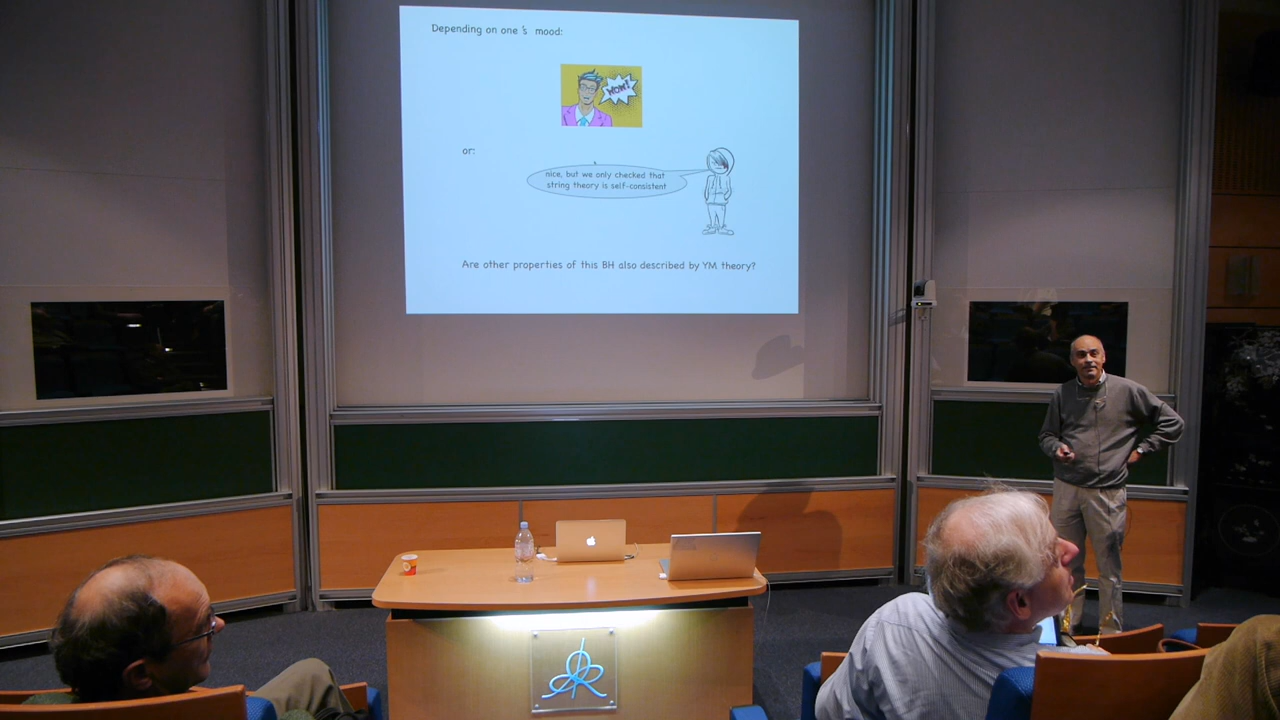 Depending on one 's mood:
WOW!
or:
nice, but we only checked that
string theory is self-consistent
Are other properties of this BH also described by YM theory?